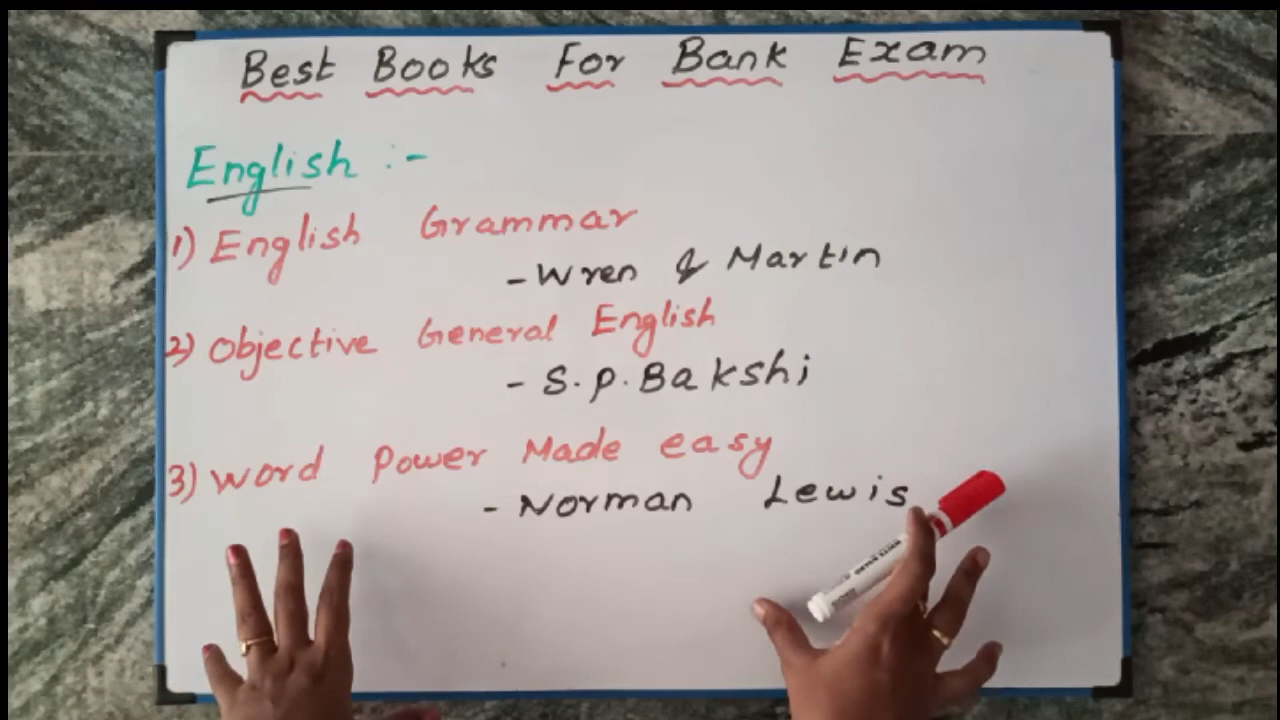 Best Books For Bank Exam
English :-
1) English Grammar
- Wren & Martin
2) Objective General English
- S.P.Bakshi
3) Word Power Made easy
- Norman Lewis